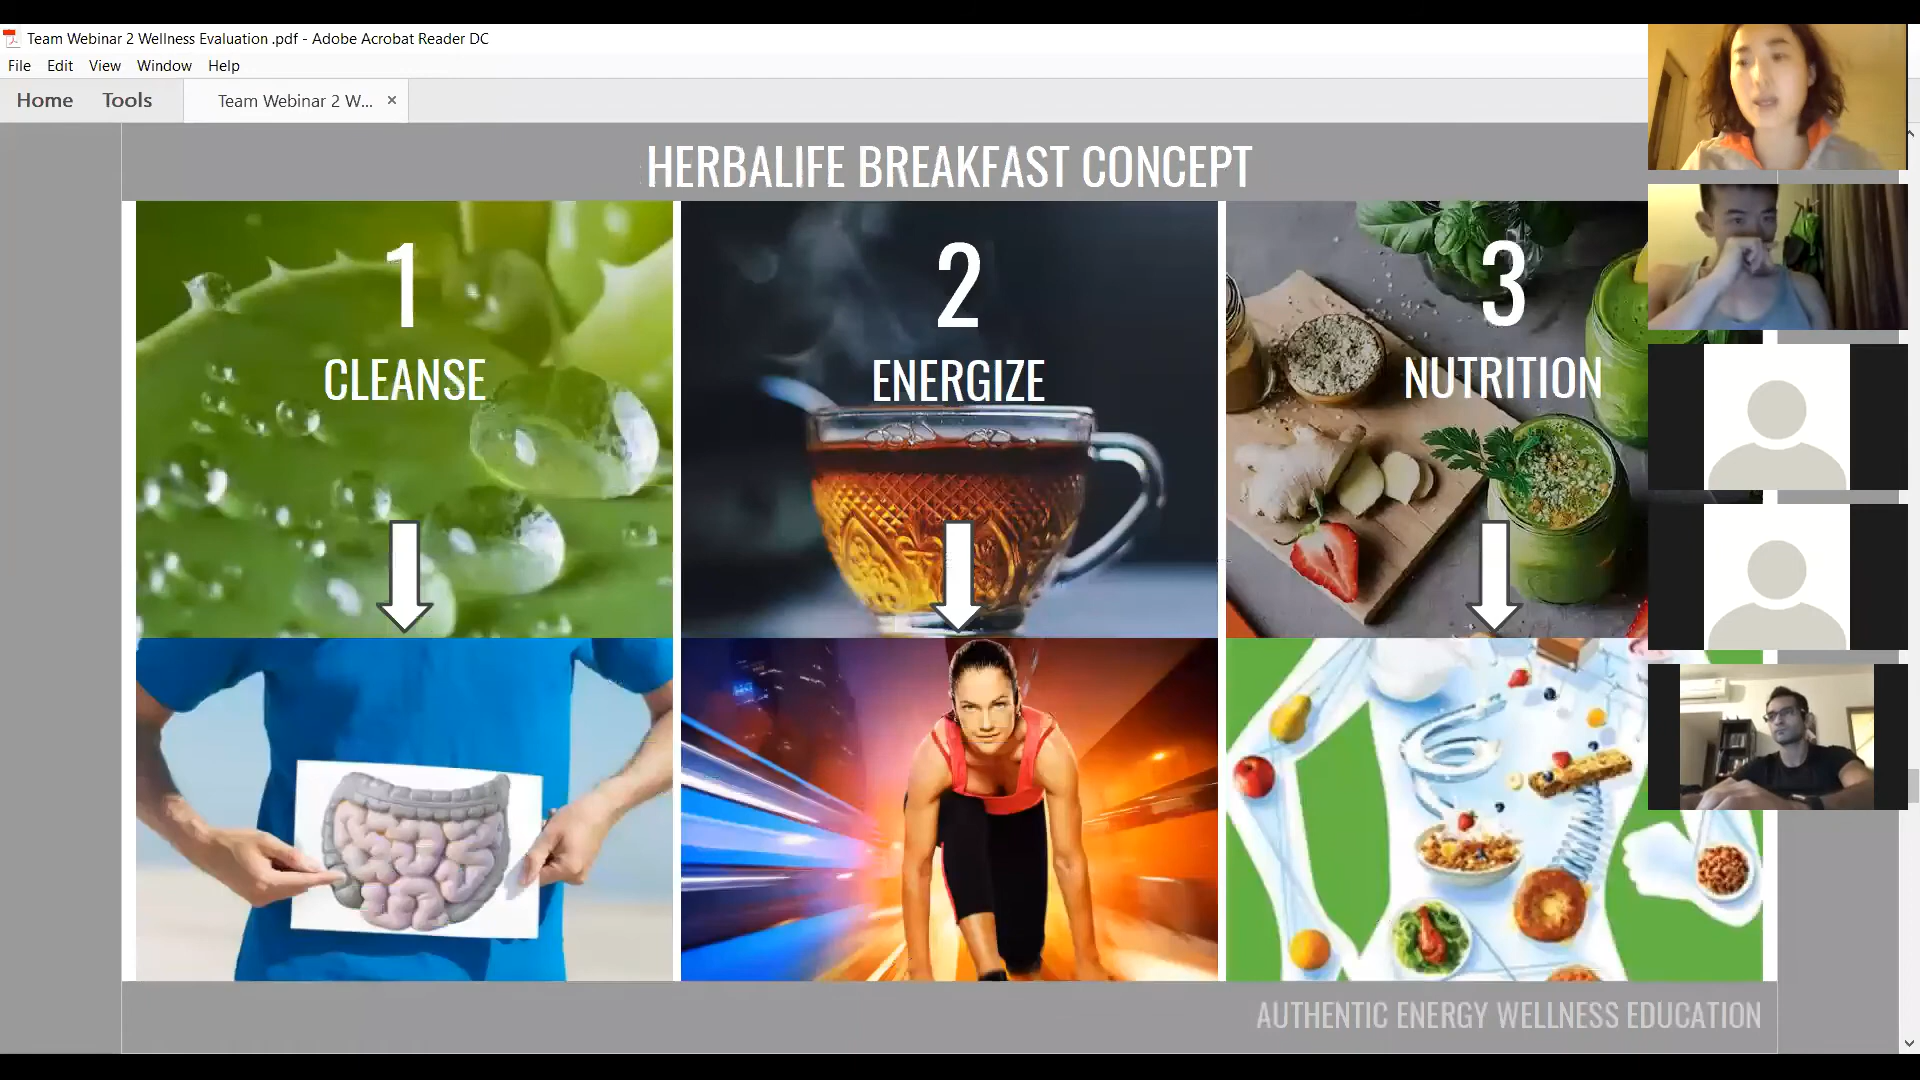 Team Webinar 2 Wellness Evaluation .pdf - Adobe Acrobat Reader DC
File Edit View Window Help
Home Tools Team Webinar 2 W... ×
HERBALIFE BREAKFAST CONCEPT
1
CLEANSE
2
ENERGIZE
3
NUTRITION
AUTHENTIC ENERGY WELLNESS EDUCATION